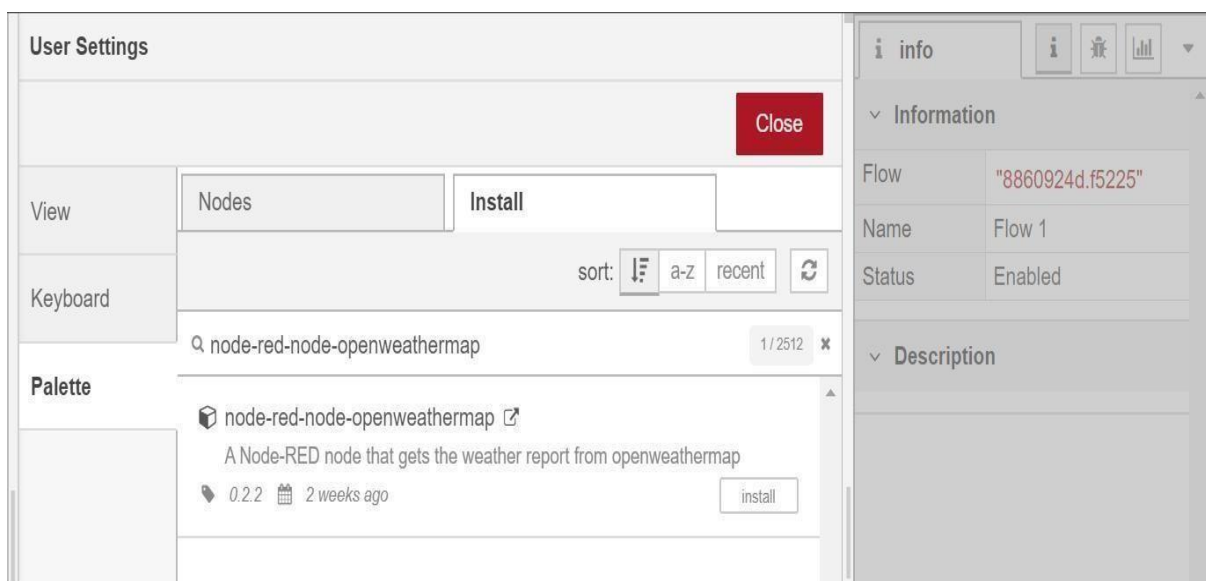 User Settings
Close
View
Keyboard
Palette
Nodes
Install
sort:
a-z
recent
node-red-node-openweathermap
1 / 2512
node-red-node-openweathermap
A Node-RED node that gets the weather report from openweathermap
0.2.2
2 weeks ago
install
i info
i
Information
Flow "8860924d.f5225"
Name Flow 1
Status Enabled
Description